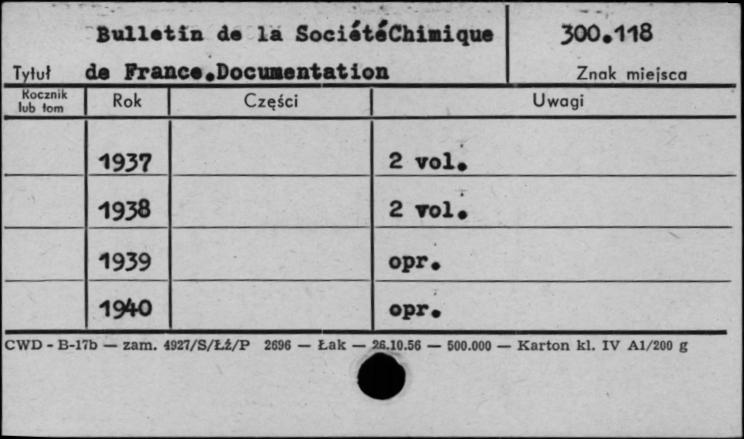 Bulletin de la SociétéChimique 300.118
Tytuł de France.Documentation Znak miejsca
Rocznik lub tom Rok Części Uwagi
1937 2 vol.
1938 2 vol.
1939 opr.
1940 opr.
CWD - B-17b — zam. 4927/S/Łź/P 2696 — Łak — 26.10.56 — 500.000 — Karton kl. IV A1/200 g